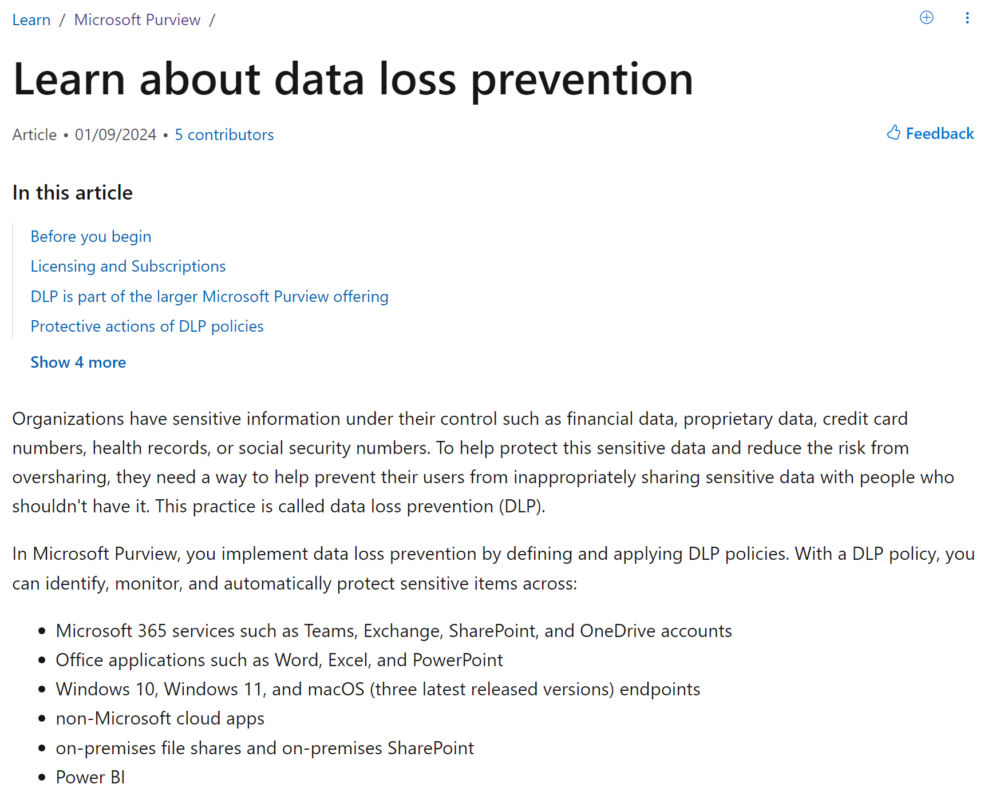 Learn / Microsoft Purview /
Learn about data loss prevention
Article • 01/09/2024 • 5 contributors
Feedback
In this article
Before you begin
Licensing and Subscriptions
DLP is part of the larger Microsoft Purview offering
Protective actions of DLP policies
Show 4 more
Organizations have sensitive information under their control such as financial data, proprietary data, credit card
numbers, health records, or social security numbers. To help protect this sensitive data and reduce the risk from
oversharing, they need a way to help prevent their users from inappropriately sharing sensitive data with people who
shouldn't have it. This practice is called data loss prevention (DLP).
In Microsoft Purview, you implement data loss prevention by defining and applying DLP policies. With a DLP policy, you
can identify, monitor, and automatically protect sensitive items across:
• Microsoft 365 services such as Teams, Exchange, SharePoint, and OneDrive accounts
• Office applications such as Word, Excel, and PowerPoint
• Windows 10, Windows 11, and macOS (three latest released versions) endpoints
• non-Microsoft cloud apps
• on-premises file shares and on-premises SharePoint
• Power BI